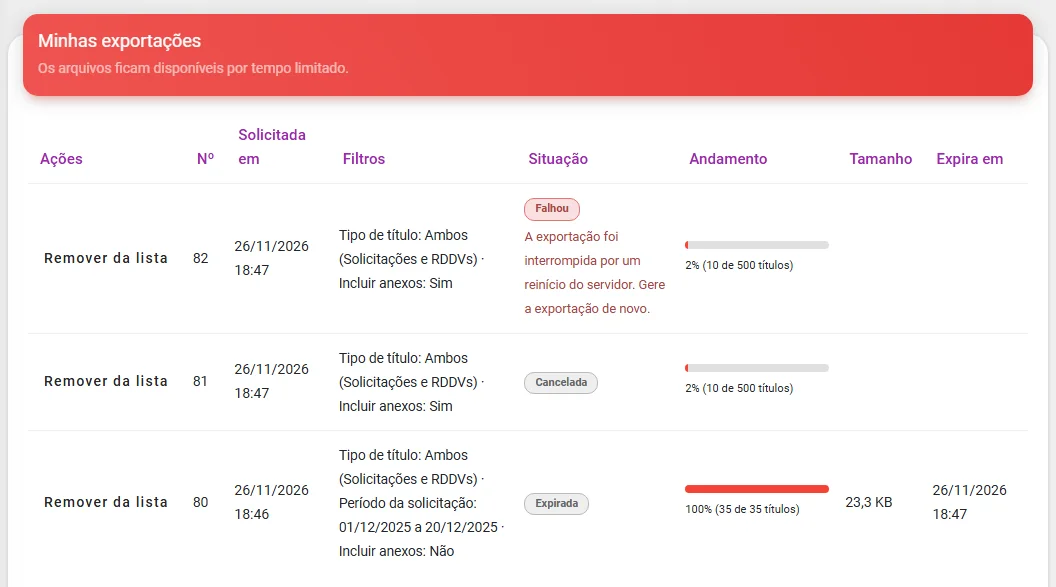 Minhas exportações
Os arquivos ficam disponíveis por tempo limitado.
Ações
Nº
Solicitada
em
Filtros
Situação
Andamento
Tamanho
Expira em
Remover da lista
82
26/11/2026
18:47
Tipo de título: Ambos
(Solicitações e RDDVs) ·
Incluir anexos: Sim
Falhou
A exportação foi
interrompida por um
reinício do servidor. Gere
a exportação de novo.
2% (10 de 500 títulos)
Remover da lista
81
26/11/2026
18:47
Tipo de título: Ambos
(Solicitações e RDDVs) ·
Incluir anexos: Sim
Cancelada
2% (10 de 500 títulos)
Remover da lista
80
26/11/2026
18:46
Tipo de título: Ambos
(Solicitações e RDDVs) ·
Período da solicitação:
01/12/2025 a 20/12/2025 ·
Incluir anexos: Não
Expirada
100% (35 de 35 títulos)
23,3 KB
26/11/2026
18:47